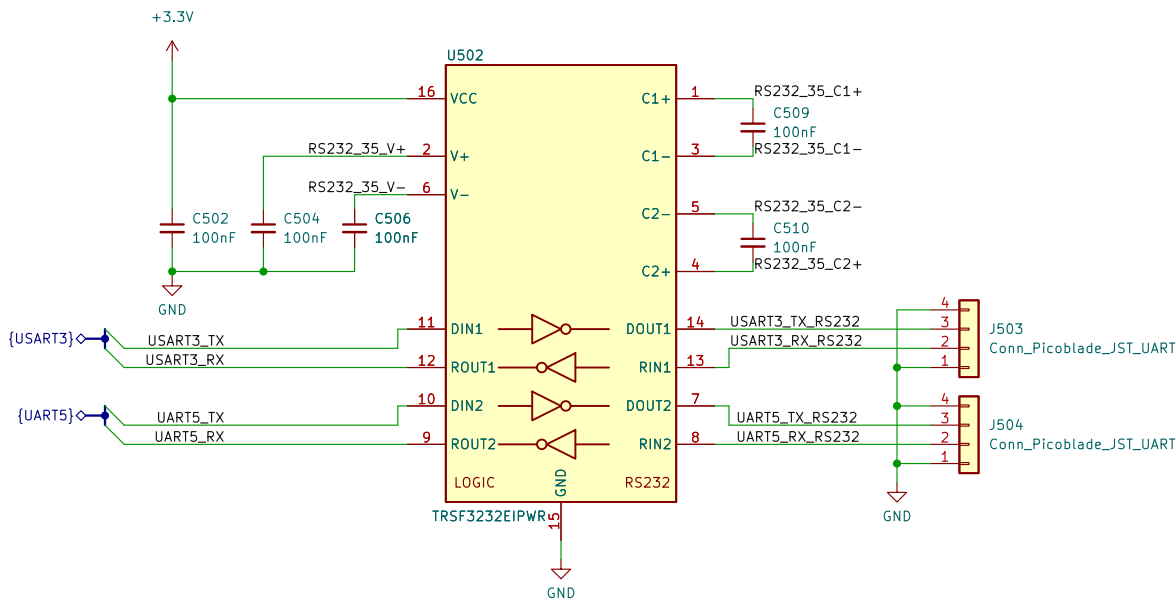 +3.3V
U502
16 VCC
C1+ 1
RS232_35_C1+
C509
100nF
RS232_35_V+
2 V+
C1- 3
RS232_35_C1-
RS232_35_V-
6 V-
C2- 5
RS232_35_C2-
C502
100nF
C504
100nF
C506
100nF
C510
100nF
C2+ 4
RS232_35_C2+
GND
{USART3}
USART3_TX
11 DIN1
DOUT1 14
USART3_TX_RS232
USART3_RX
12 ROUT1
RIN1 13
USART3_RX_RS232
4
3
2
1
J503
Conn_Picoblade_JST_UART
{UART5}
UART5_TX
10 DIN2
DOUT2 7
UART5_TX_RS232
UART5_RX
9 ROUT2
RIN2 8
UART5_RX_RS232
4
3
2
1
J504
Conn_Picoblade_JST_UART
LOGIC
GND
RS232
TRSF3232EIPWR
15
GND
GND